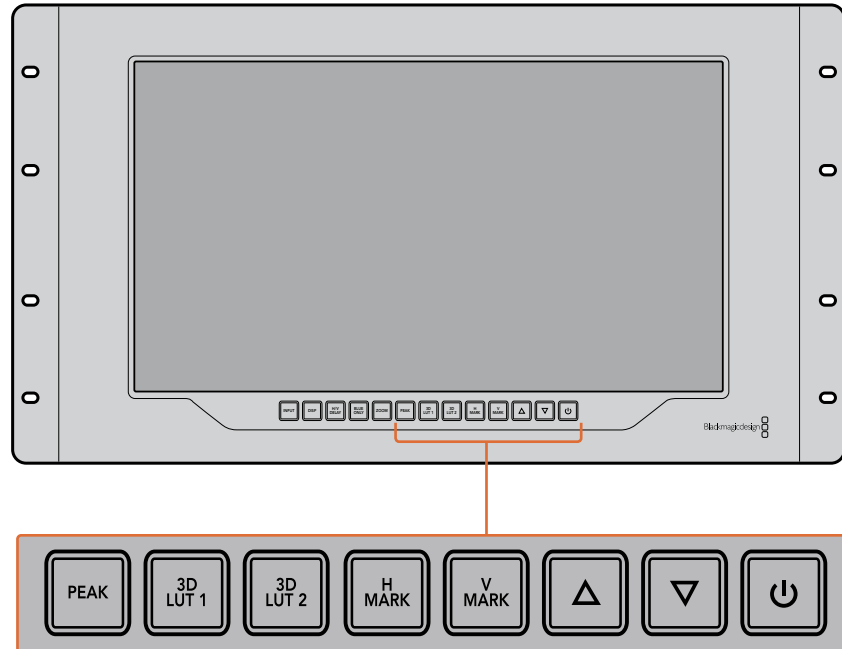 INPUT
DISP
H/V
DELAY
BLUE
ONLY
ZOOM
PEAK
3D
LUT 1
3D
LUT 2
H
MARK
V
MARK
Blackmagicdesign
PEAK
3D
LUT 1
3D
LUT 2
H
MARK
V
MARK